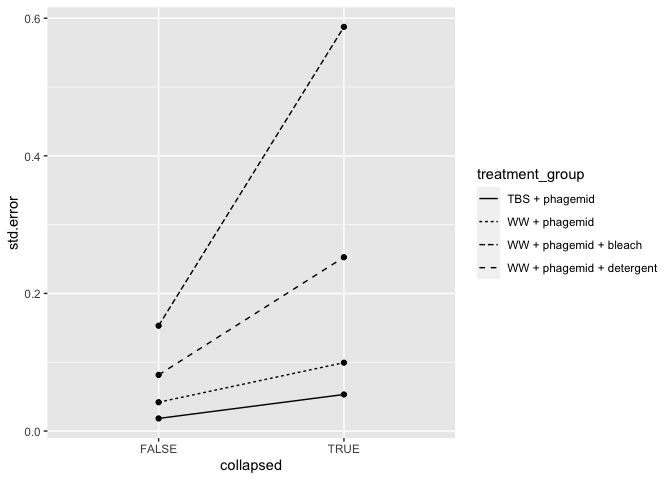 std.error
0.6
0.4
0.2
0.0
FALSE
TRUE
collapsed
treatment_group
TBS + phagemid
WW + phagemid
WW + phagemid + bleach
WW + phagemid + detergent